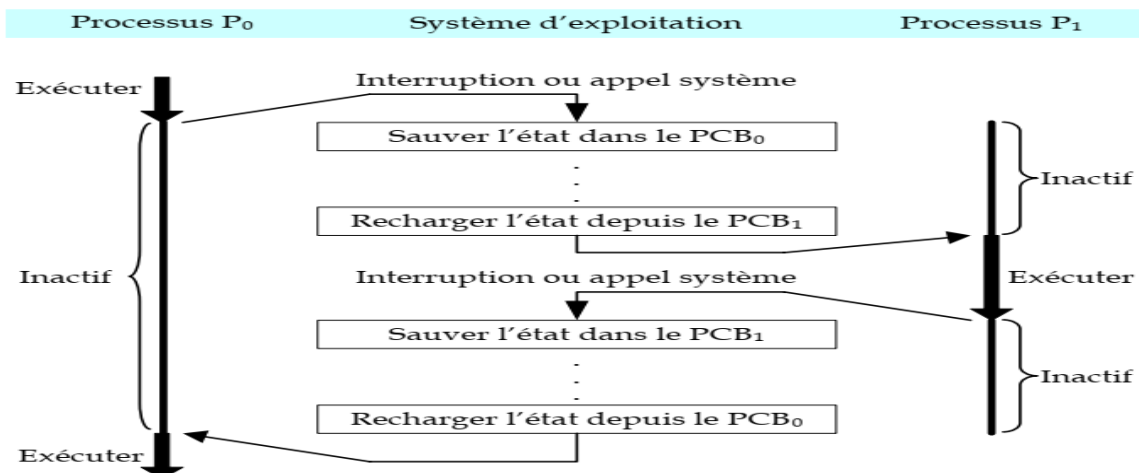 Processus P₀
Système d'exploitation
Processus P₁
Exécuter
Interruption ou appel système
Sauver l'état dans le PCB₀
Inactif
Recharger l'état depuis le PCB₁
Inactif
Interruption ou appel système
Exécuter
Sauver l'état dans le PCB₁
Inactif
Recharger l'état depuis le PCB₀
Exécuter